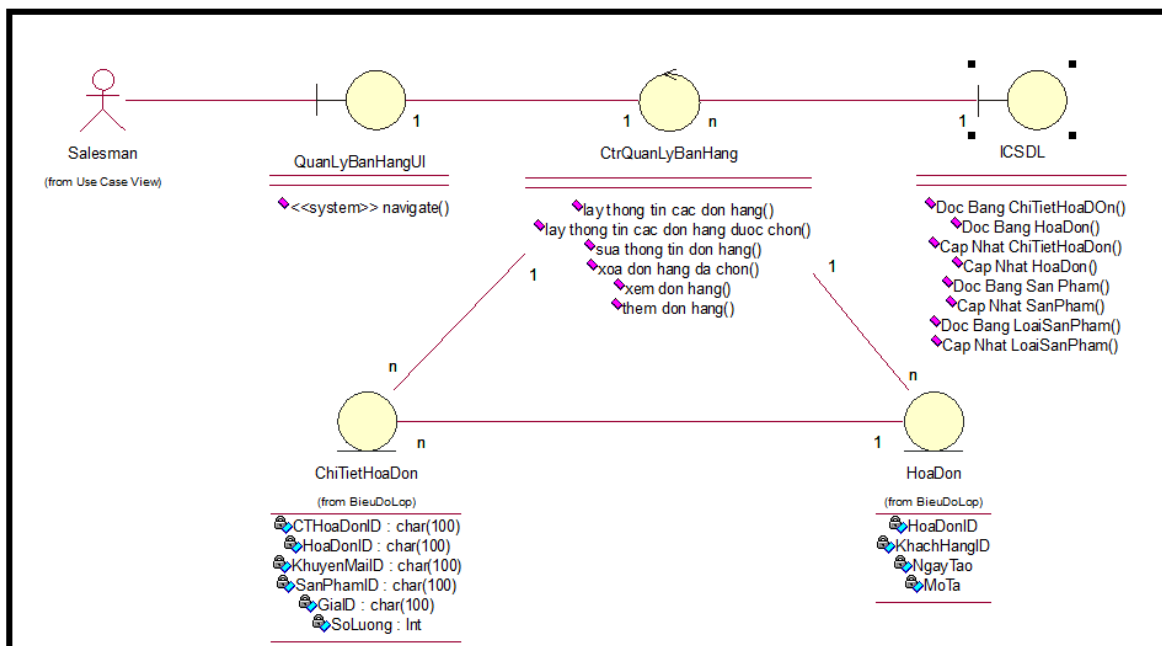 1
1
n
1
Salesman
(from Use Case View)
QuanLyBanHangUI
CtrQuanLyBanHang
ICSDL
<<system>> navigate()
lay thong tin cac don hang()
lay thong tin cac don hang duoc chon()
sua thong tin don hang()
xoa don hang da chon()
xem don hang()
them don hang()
Doc Bang ChiTietHoaDOn()
Doc Bang HoaDon()
Cap Nhat ChiTietHoaDon()
Cap Nhat HoaDon()
Doc Bang San Pham()
Cap Nhat SanPham()
Doc Bang LoaiSanPham()
Cap Nhat LoaiSanPham()
1
1
n
n
n
1
ChiTietHoaDon
(from BieuDoLop)
CTHoaDonID : char(100)
HoaDonID : char(100)
KhuyenMaiID : char(100)
SanPhamID : char(100)
GiaID : char(100)
SoLuong : Int
HoaDon
(from BieuDoLop)
HoaDonID
KhachHangID
NgayTao
MoTa